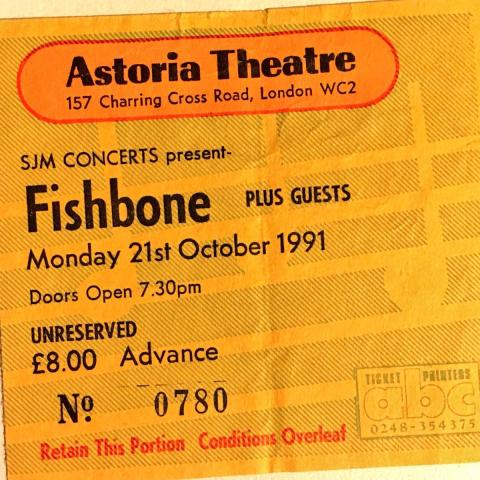 Astoria Theatre
157 Charring Cross Road, London WC2
SJM CONCERTS present-
Fishbone PLUS GUESTS
Monday 21st October 1991
Doors Open 7.30pm
UNRESERVED
£8.00 Advance
Nº 0780
TICKET PRINTERS
abc
0248-354375
Retain This Portion Conditions Overleaf